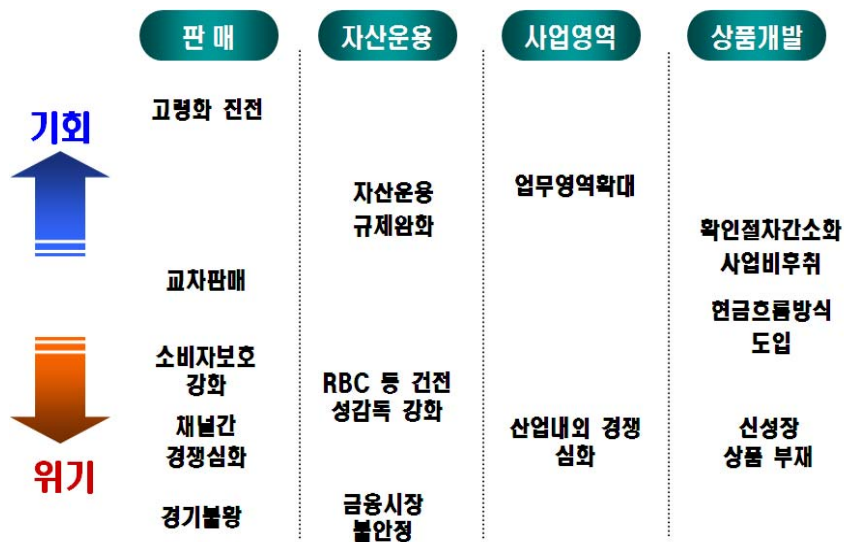 판 매
자산운용
사업영역
상품개발
기회
위기
고령화 진전
교차판매
소비자보호
강화
채널간
경쟁심화
경기불황
자산운용
규제완화
RBC 등 건전
성감독 강화
금융시장
불안정
업무영역확대
산업내외 경쟁
심화
확인절차간소화
사업비후취
현금흐름방식
도입
신성장
상품 부재